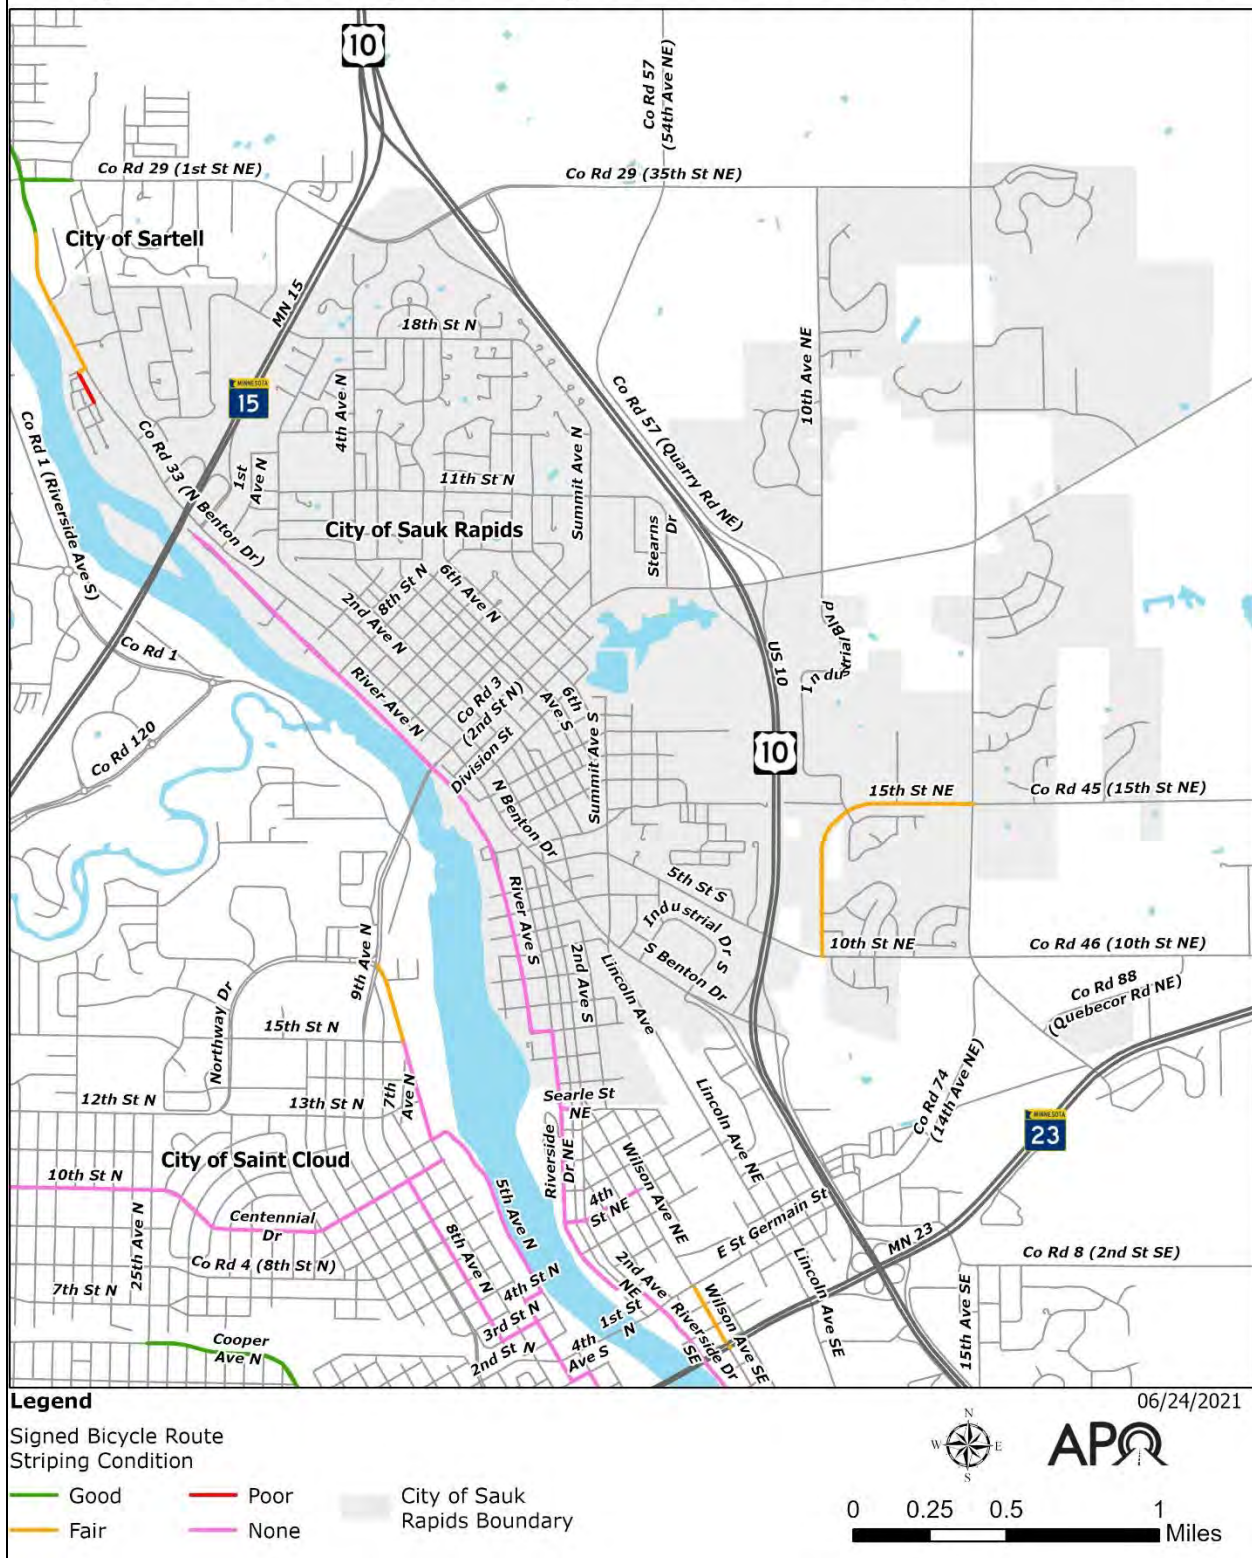 10
Co Rd 57
(54th Ave NE)
Co Rd 29 (1st St NE)
Co Rd 29 (35th St NE)
City of Sartell
MN 15
18th St N
4th Ave N
10th Ave NE
MINNESOTA
15
Co Rd 57 (Quarry Rd NE)
Co Rd 1 (Riverside Ave S)
Co Rd 33 (N Benton Dr)
1st
Ave N
Summit Ave N
11th St N
City of Sauk Rapids
Stearns
Dr
8th St N
6th Ave N
2nd Ave N
Industrial Blvd
Co Rd 1
US 10
River Ave N
Co Rd 3
(2nd St N)
6th
Ave S
Division St
Summit Ave S
Co Rd 120
10
N Benton Dr
15th St NE
Co Rd 45 (15th St NE)
5th St S
River Ave S
Industrial Dr S
10th St NE
Co Rd 46 (10th St NE)
9th Ave N
2nd Ave S
S Benton Dr
Lincoln Ave
Co Rd 88
(Quebecor Rd NE)
Northway Dr
15th St N
7th
Ave N
12th St N
13th St N
Searle St
NE
Lincoln Ave NE
Co Rd 74
(14th Ave NE)
MINNESOTA
23
City of Saint Cloud
Riverside
Dr NE
Wilson Ave NE
10th St N
5th Ave N
4th
St NE
Centennial
Dr
8th Ave N
E St Germain St
MN 23
25th Ave N
Co Rd 4 (8th St N)
Co Rd 8 (2nd St SE)
7th St N
4th St N
2nd Ave
NE
Lincoln Ave SE
3rd St N
1st St
N
Riverside Dr
SE
Wilson Ave SE
15th Ave SE
Cooper
Ave N
2nd St N
4th
Ave S
Legend
06/24/2021
Signed Bicycle Route
Striping Condition
Good
Poor
Fair
None
City of Sauk
Rapids Boundary
N
W
E
S
APO
0 0.25 0.5 1
Miles